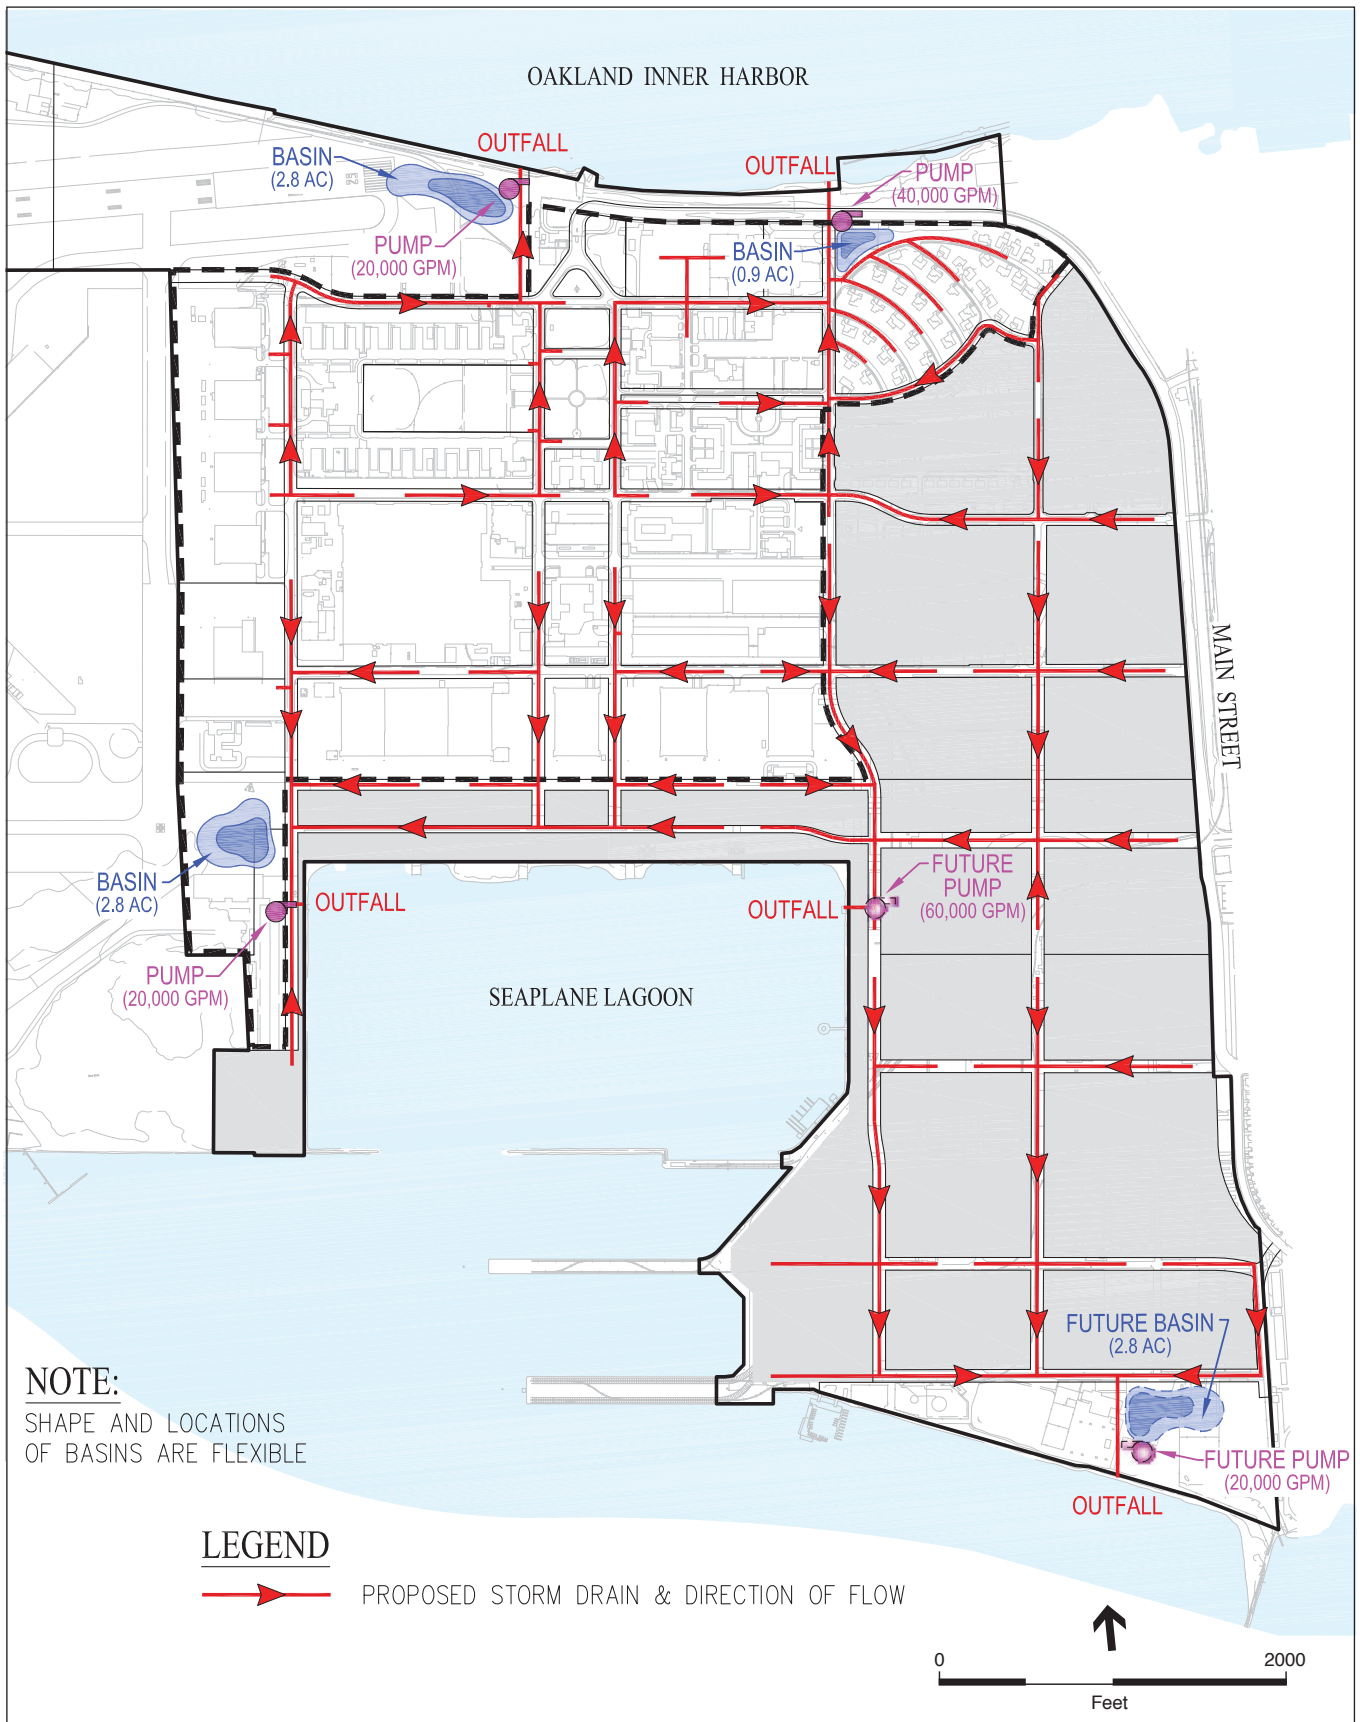 OAKLAND INNER HARBOR
OUTFALL
BASIN
(2.8 AC)
PUMP
(20,000 GPM)
OUTFALL
PUMP
(40,000 GPM)
BASIN
(0.9 AC)
MAIN STREET
BASIN
(2.8 AC)
OUTFALL
PUMP
(20,000 GPM)
FUTURE
PUMP
(60,000 GPM)
OUTFALL
SEAPLANE LAGOON
FUTURE BASIN
(2.8 AC)
FUTURE PUMP
(20,000 GPM)
OUTFALL
NOTE:
SHAPE AND LOCATIONS
OF BASINS ARE FLEXIBLE
LEGEND
PROPOSED STORM DRAIN & DIRECTION OF FLOW
0 2000
Feet